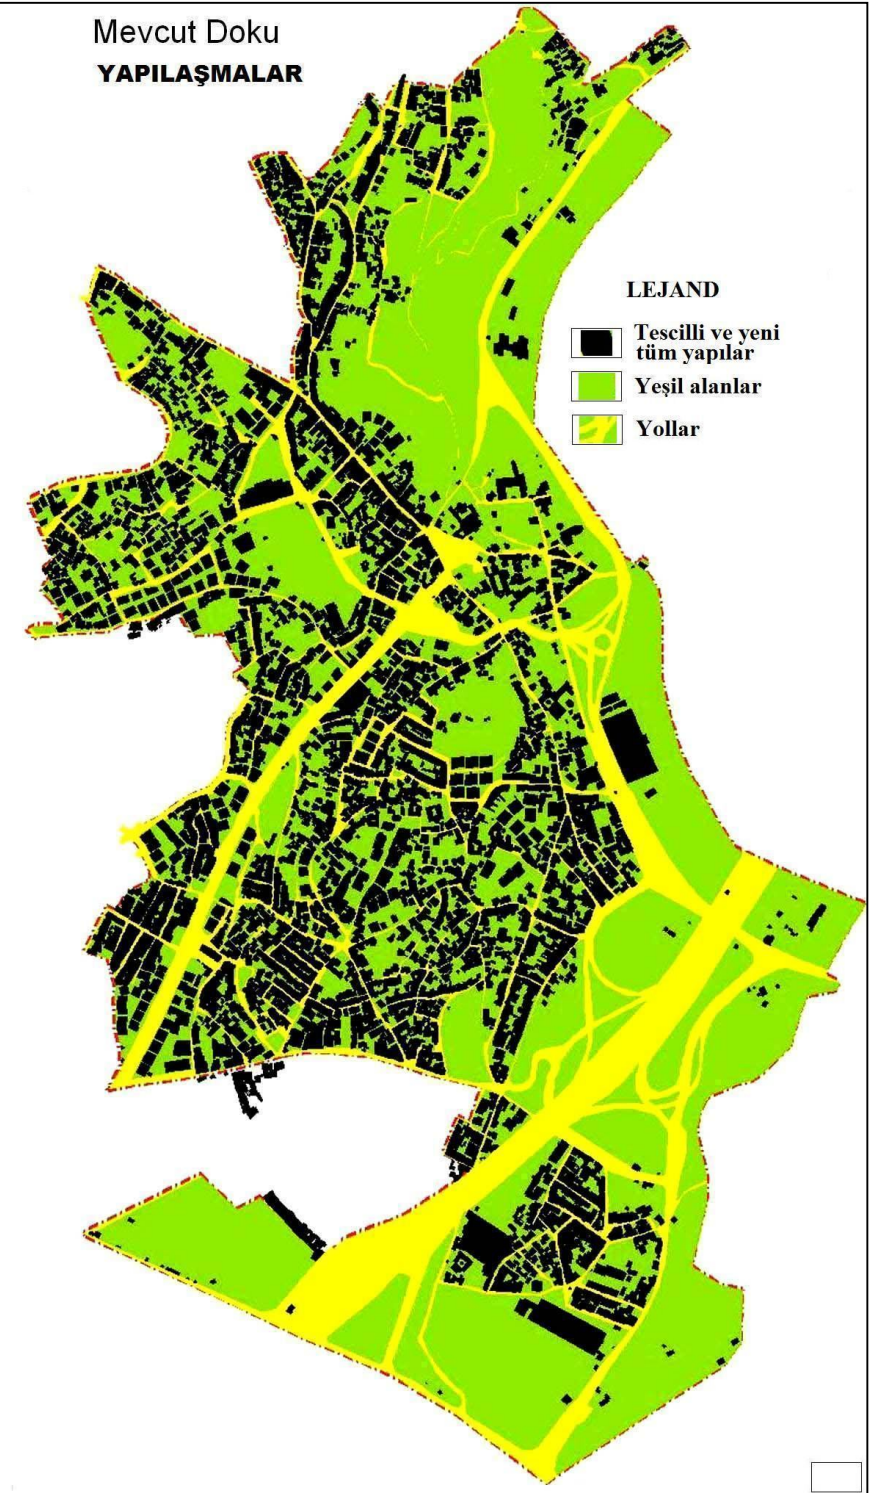 Mevcut Doku
YAPILAŞMALAR
LEJAND
Tescilli ve yeni
tüm yapılar
Yeşil alanlar
Yollar